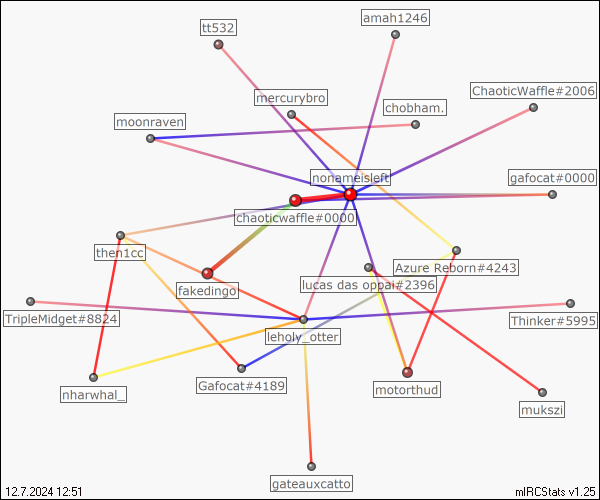 amah1246
tt532
ChaoticWaffle#2006
mercurybro
chobham.
moonraven
nonameisleft
gafocat#0000
chaoticwaffle#0000
then1cc
Azure Reborn#4243
lucas das oppai#2396
fakedingo
TripleMidget#8824
Thinker#5995
leholy_otter
Gafocat#4189
motorthud
nharwhal_
mukszi
gateauxcatto
12.7.2024 12:51
mIRCStats v1.25